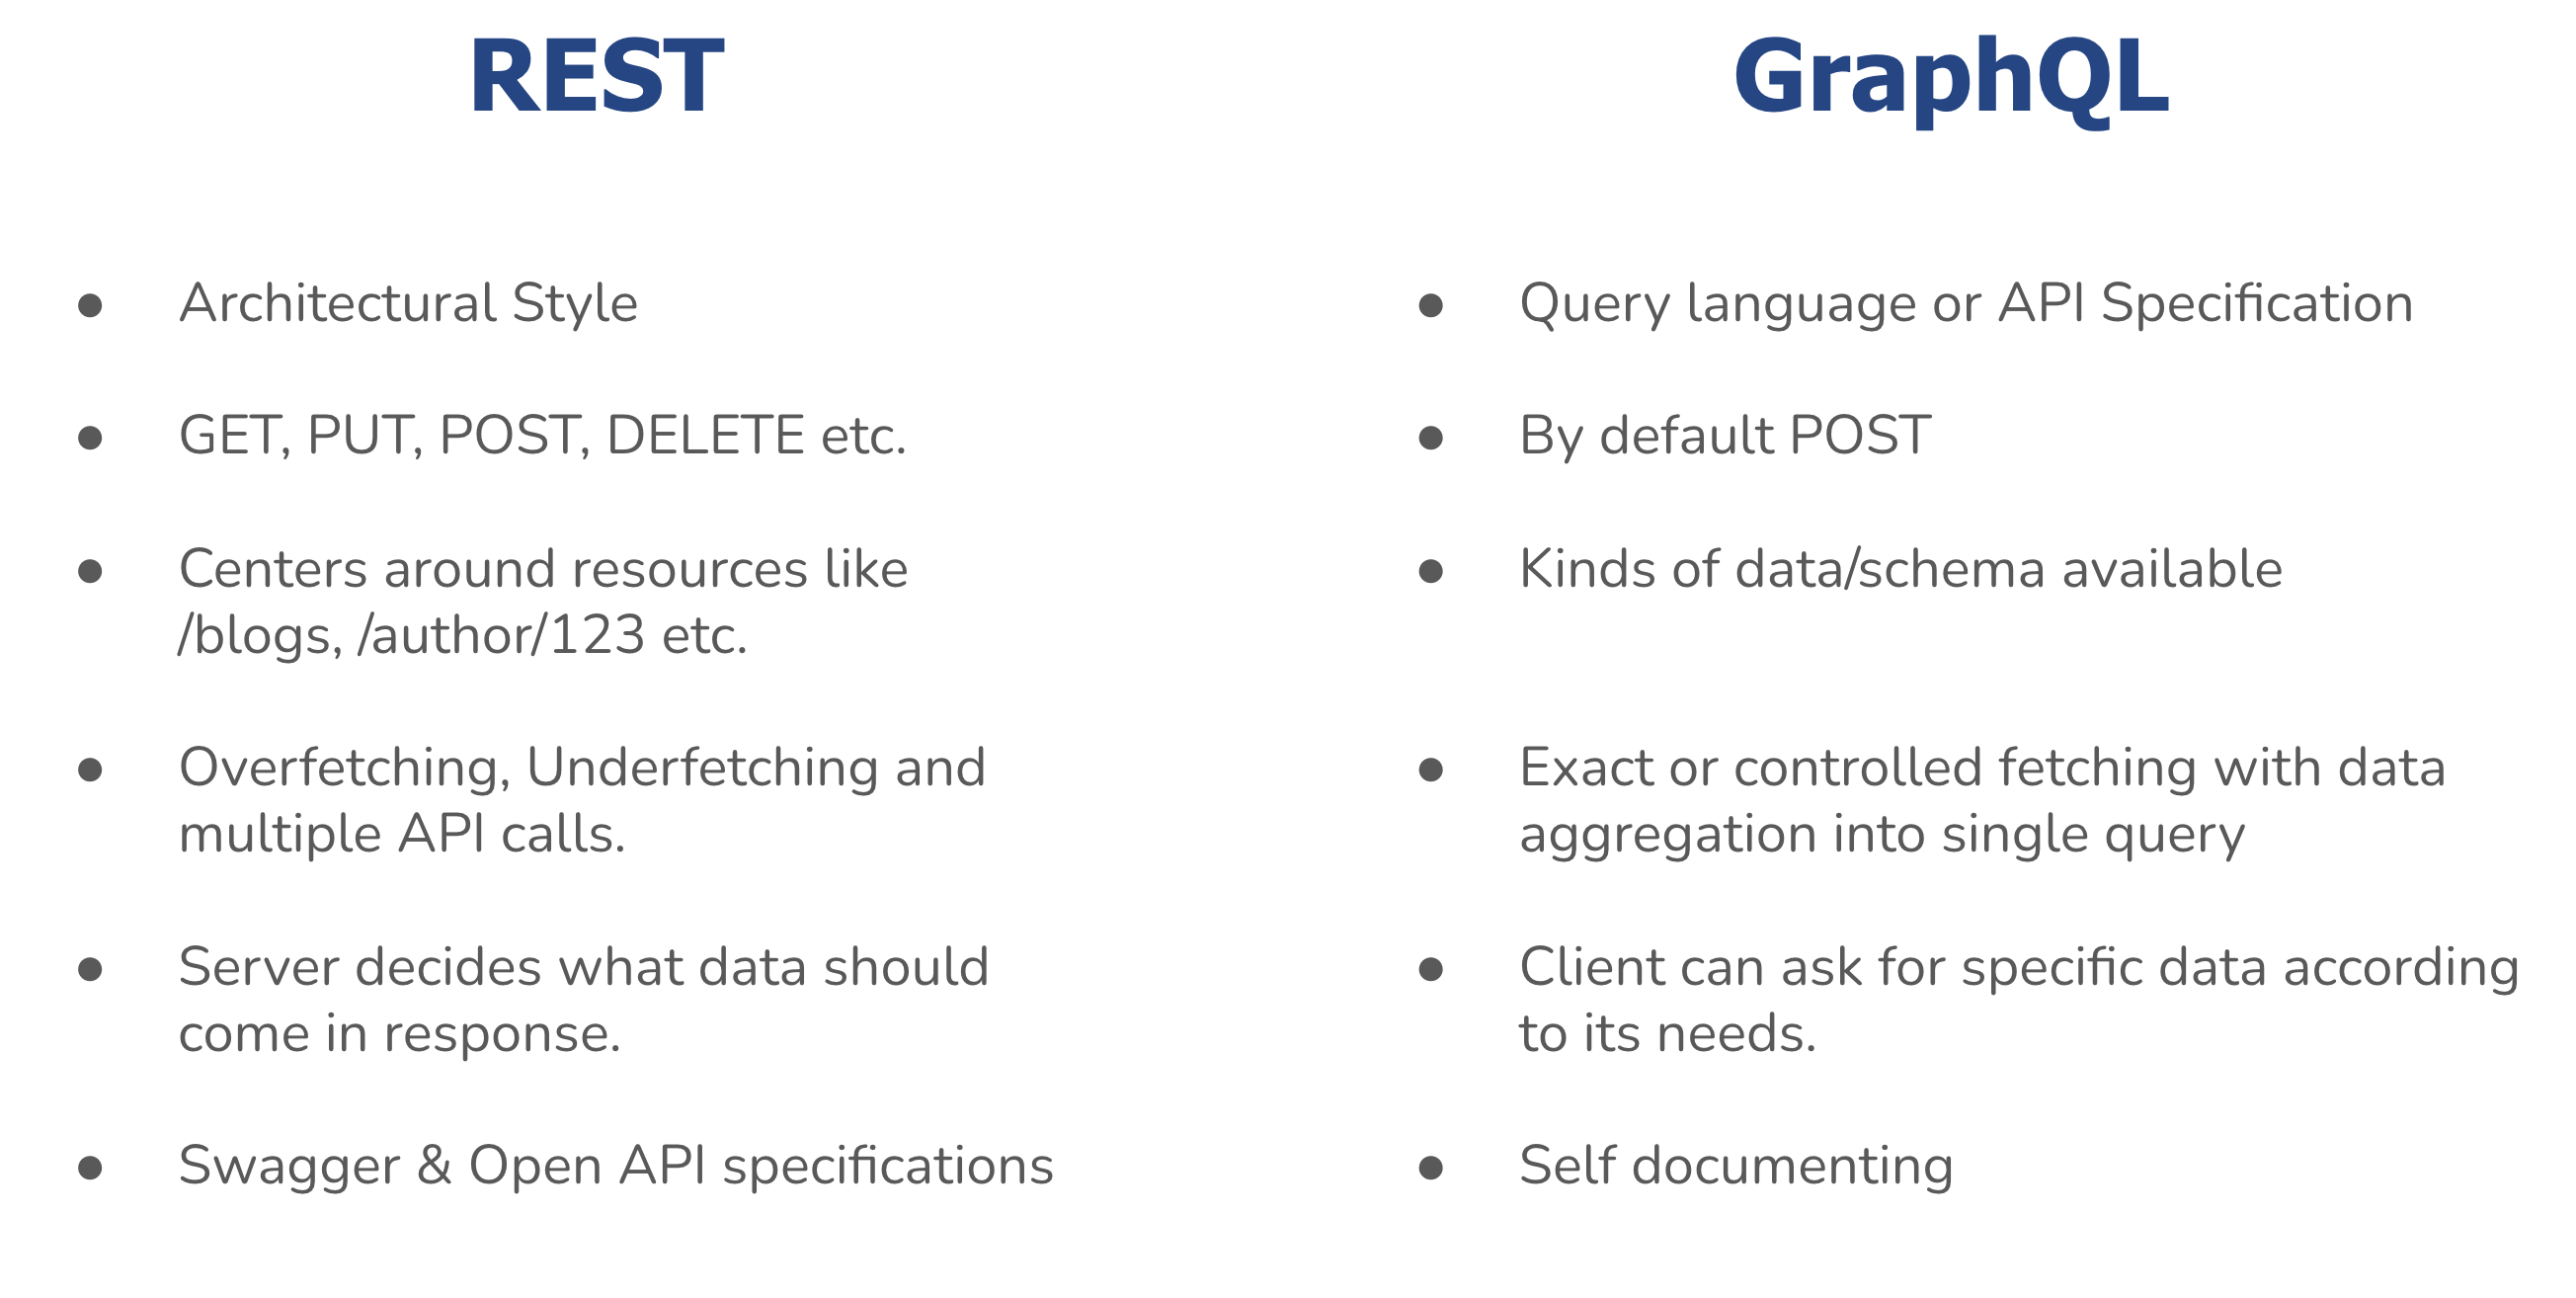 REST
Architectural Style
GET, PUT, POST, DELETE etc.
Centers around resources like
/blogs, /author/123 etc.
Overfetching, Underfetching and
multiple API calls.
Server decides what data should
come in response.
Swagger & Open API specifications
GraphQL
Query language or API Specification
By default POST
Kinds of data/schema available
Exact or controlled fetching with data
aggregation into single query
Client can ask for specific data according
to its needs.
Self documenting